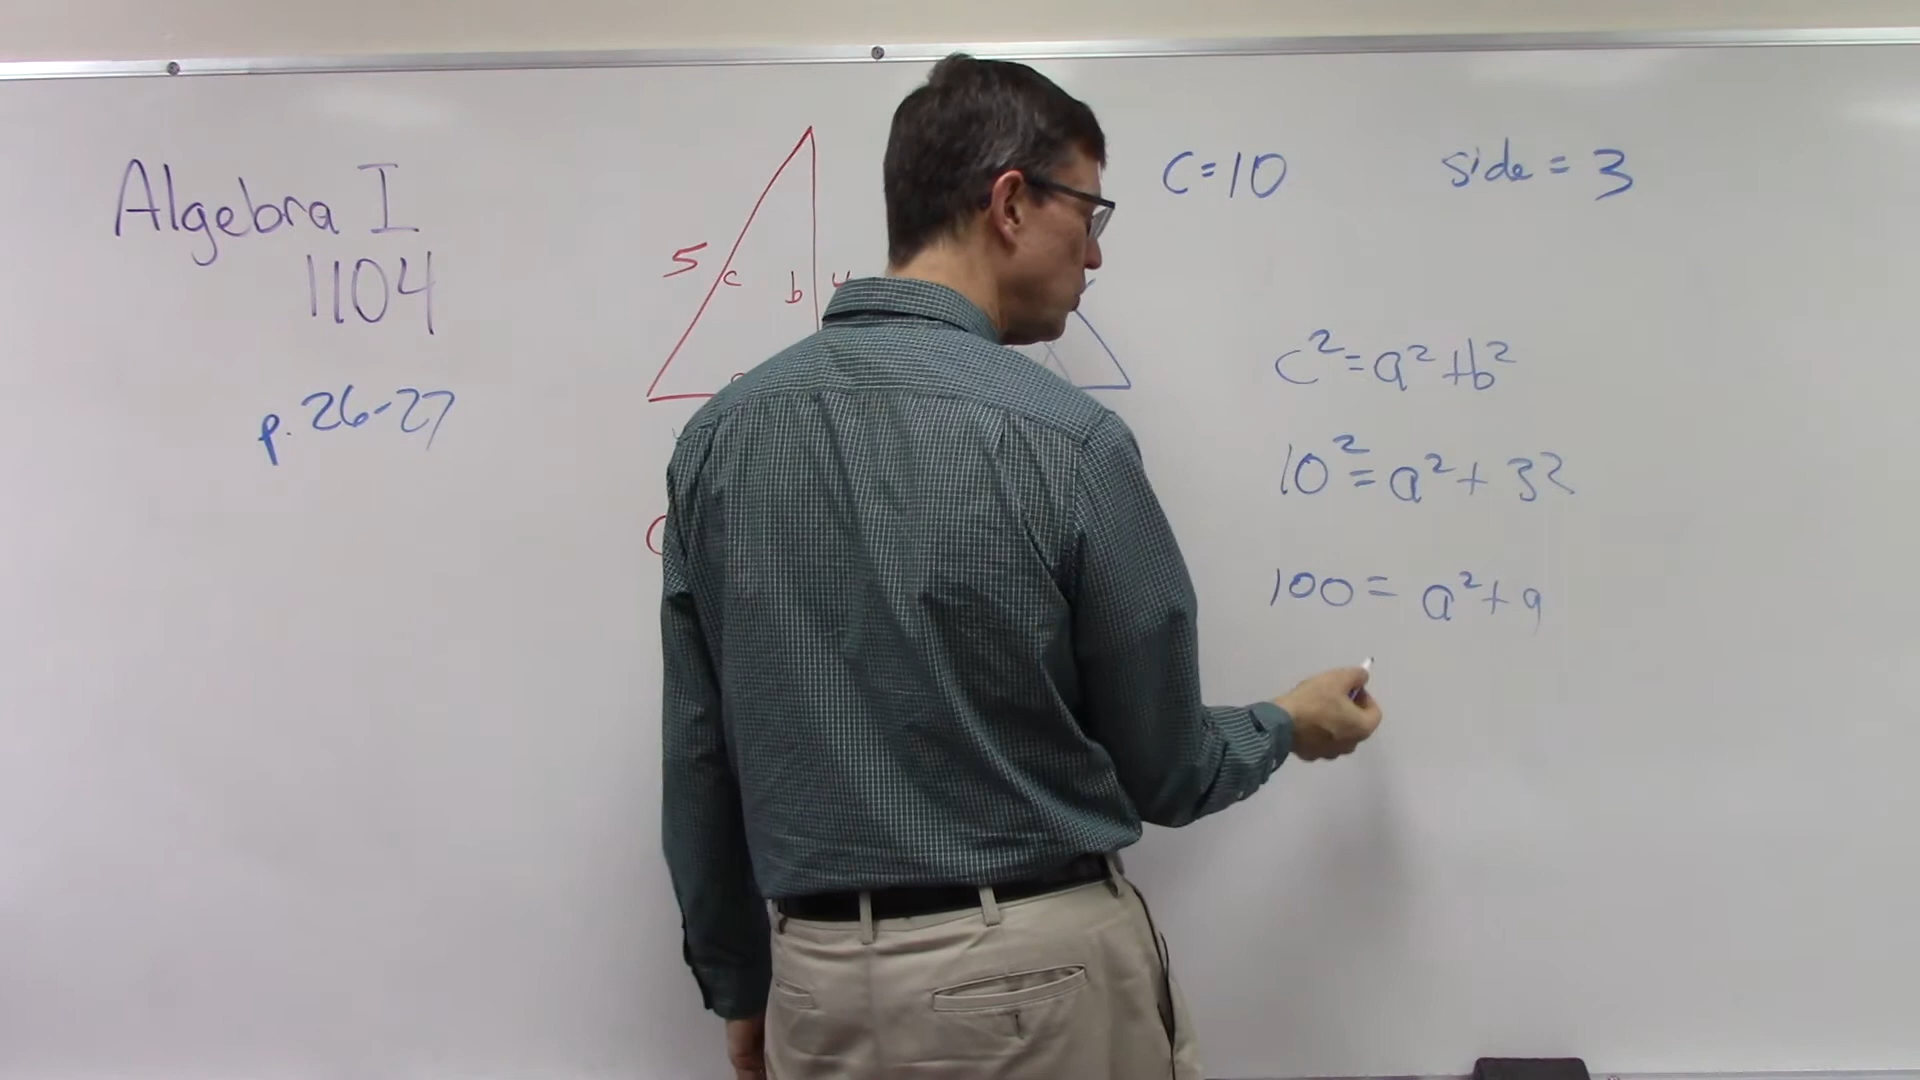 Algebra I
1104
p. 26-27
5
c
b
c=10
side = 3
c²=a²+b²
10²=a²+3²
100=a²+9